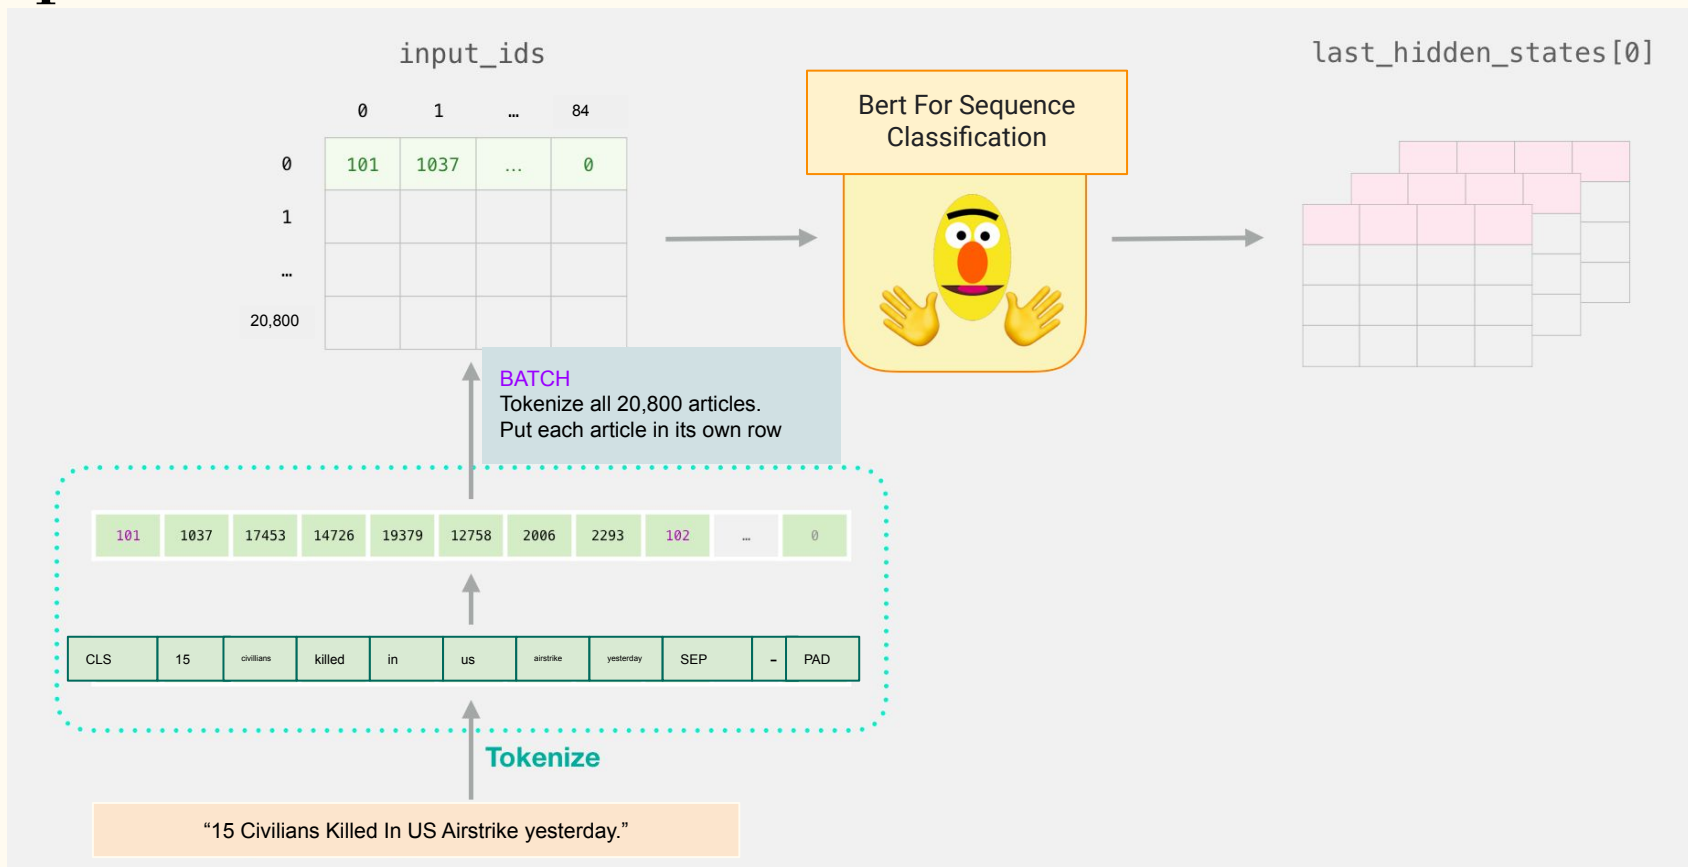 input_ids
last_hidden_states[0]
0 1 … 84
Bert For Sequence
Classification
0 101 1037 ... 0
1
…
20,800
BATCH
Tokenize all 20,800 articles.
Put each article in its own row
101 1037 17453 14726 19379 12758 2006 2293 102 … 0
CLS 15 civillians killed in us airstrike yesterday SEP - PAD
Tokenize
“15 Civilians Killed In US Airstrike yesterday.”